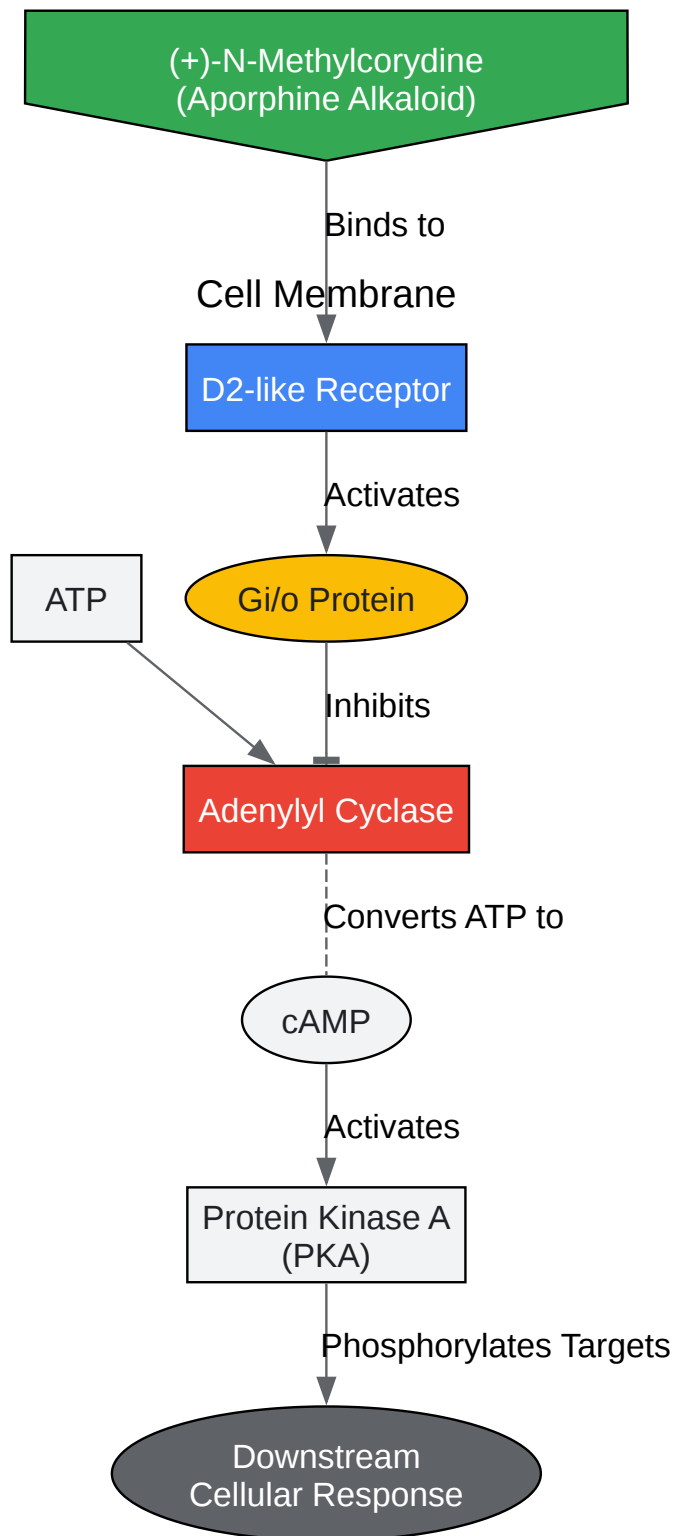 (+)-N-Methylcorydine
(Aporphine Alkaloid)
Binds to
Cell Membrane
D2-like Receptor
Activates
ATP
Gi/o Protein
Inhibits
Adenylyl Cyclase
Converts ATP to
cAMP
Activates
Protein Kinase A
(PKA)
Phosphorylates Targets
Downstream
Cellular Response